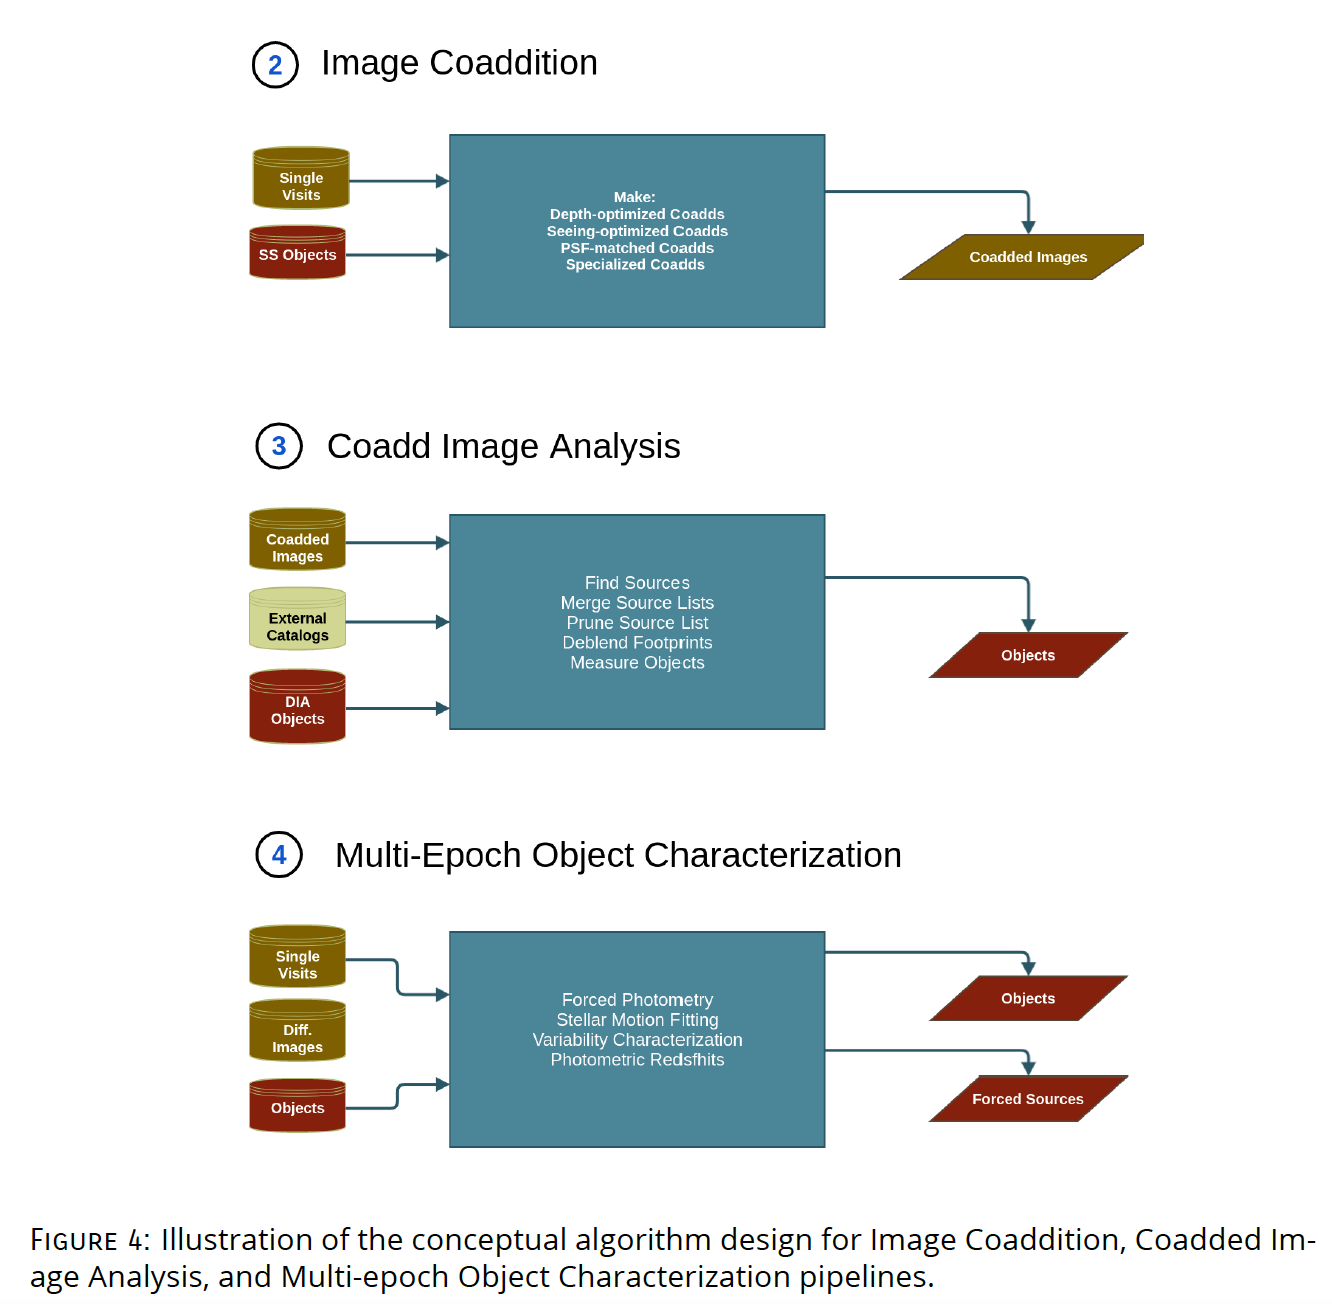 2 Image Coaddition
Single
Visits
SS Objects
Make:
Depth-optimized Coadds
Seeing-optimized Coadds
PSF-matched Coadds
Specialized Coadds
Coadded Images
3 Coadd Image Analysis
Coadded
Images
External
Catalogs
DIA
Objects
Find Sources
Merge Source Lists
Prune Source List
Deblend Footprints
Measure Objects
Objects
4 Multi-Epoch Object Characterization
Single
Visits
Diff.
Images
Objects
Forced Photometry
Stellar Motion Fitting
Variability Characterization
Photometric Redsfhits
Objects
Forced Sources
FIGURE 4: Illustration of the conceptual algorithm design for Image Coaddition, Coadded Im-
age Analysis, and Multi-epoch Object Characterization pipelines.